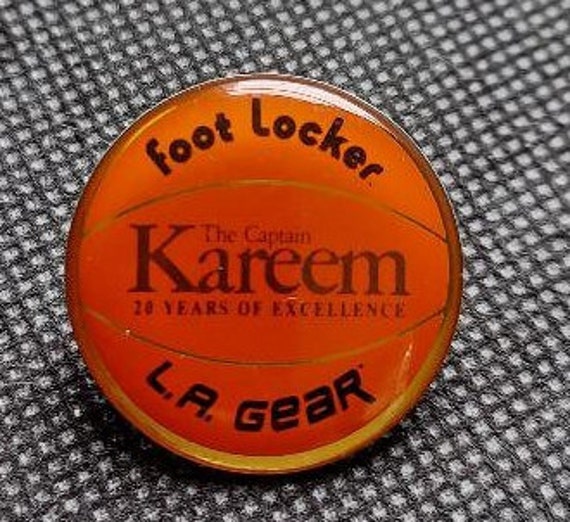 foot Locker
The Captain
Kareem
20 YEARS OF EXCELLENCE
L.A. GeaR